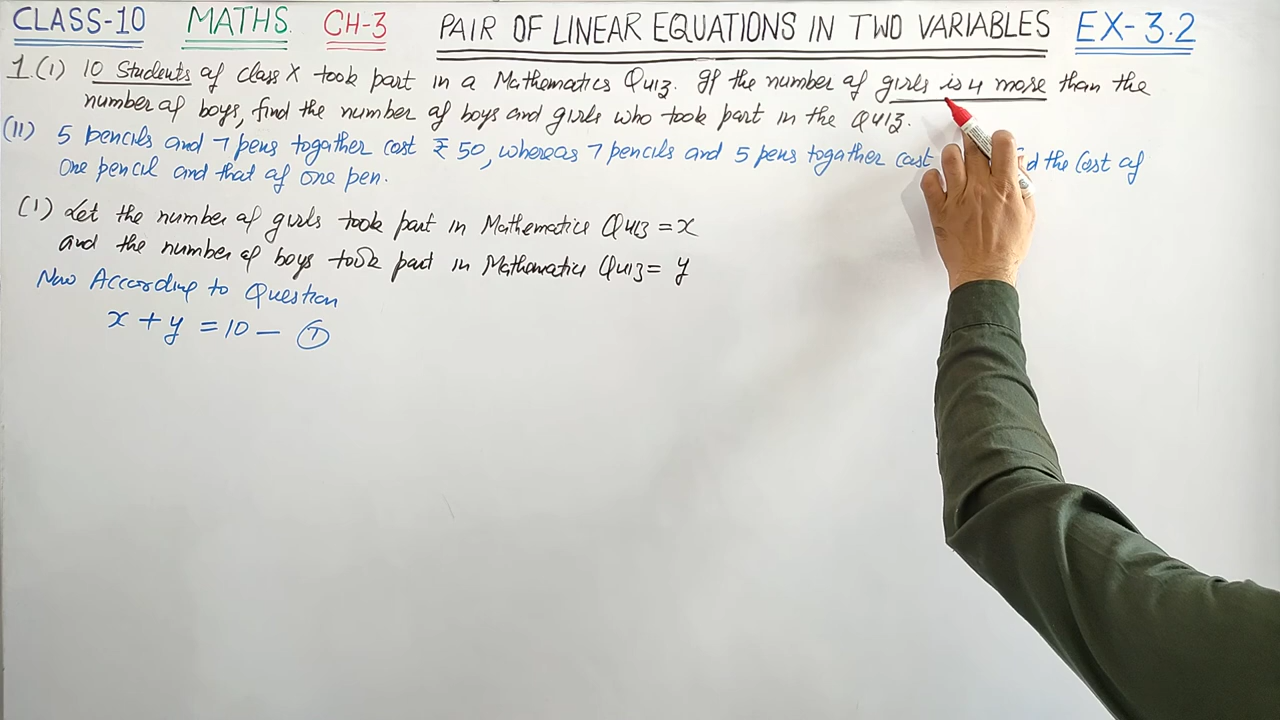 CLASS-10 MATHS. CH-3 PAIR OF LINEAR EQUATIONS IN TWO VARIABLES EX-3.2
1.(I) 10 Students of class X took part in a Mathematics Quiz. If the number of girls is 4 more than the
number of boys, find the number of boys and girls who took part in the Quiz.
(II) 5 pencils and 7 pens togather cost ₹ 50, whereas 7 pencils and 5 pens togather cost d the Cost of
One pencil and that of one pen.
(I) Let the number of girls took part in Mathematics Quiz = x
and the number of boys took part in Mathematics Quiz = y
Now According to Question
x + y = 10 — (I)